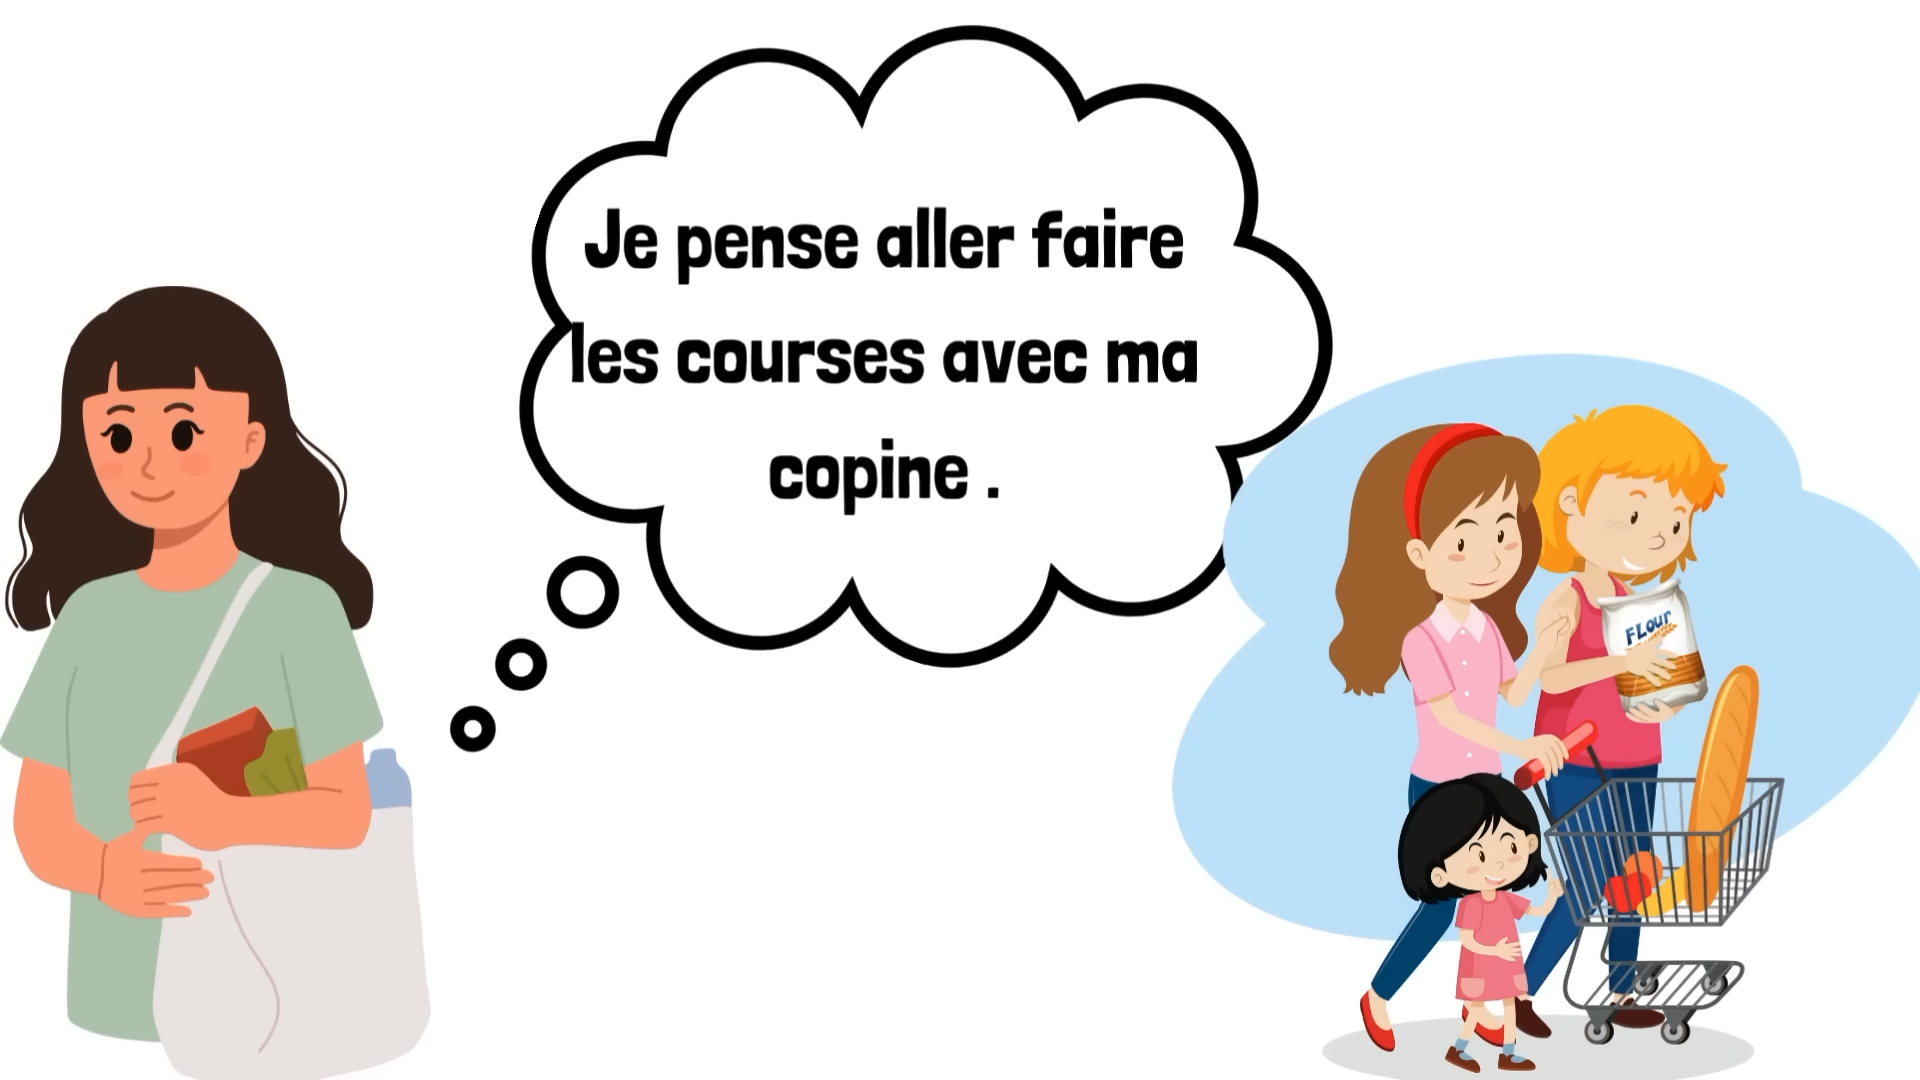 Je pense aller faire
les courses avec ma
copine .
FLour